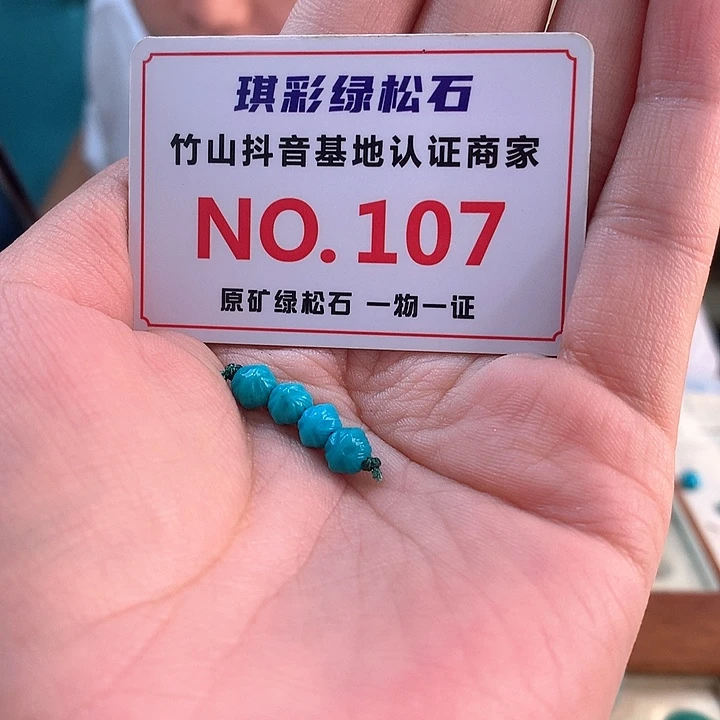 琪彩绿松石
竹山抖音基地认证商家
NO.107
原矿绿松石 一物一证